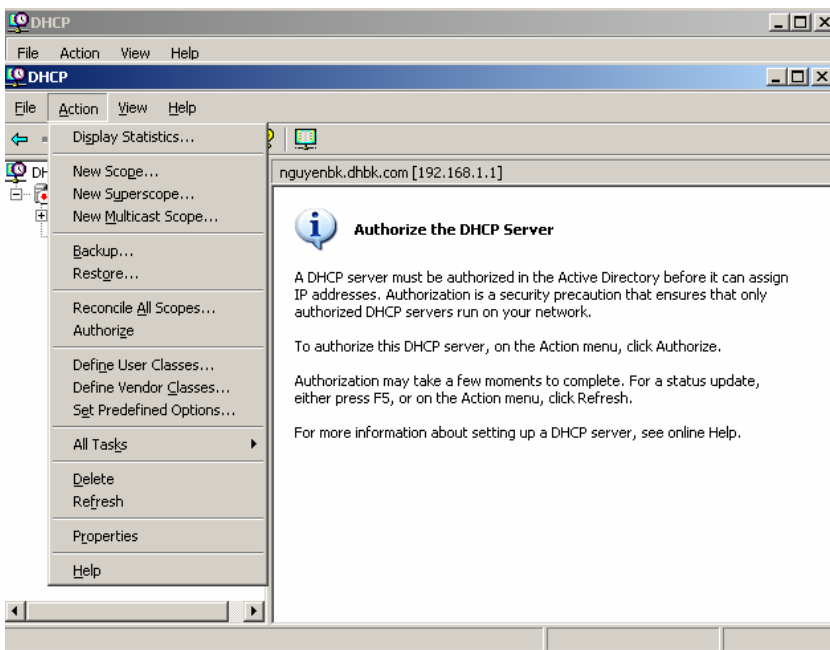 DHCP
File Action View Help
DHCP
File Action View Help
Display Statistics...
New Scope...
New Superscope...
New Multicast Scope...
Backup...
Restore...
Reconcile All Scopes...
Authorize
Define User Classes...
Define Vendor Classes...
Set Predefined Options...
All Tasks
Delete
Refresh
Properties
Help
DH
nguyenbk.dhbk.com [192.168.1.1]
Authorize the DHCP Server
A DHCP server must be authorized in the Active Directory before it can assign
IP addresses. Authorization is a security precaution that ensures that only
authorized DHCP servers run on your network.
To authorize this DHCP server, on the Action menu, click Authorize.
Authorization may take a few moments to complete. For a status update,
either press F5, or on the Action menu, click Refresh.
For more information about setting up a DHCP server, see online Help.